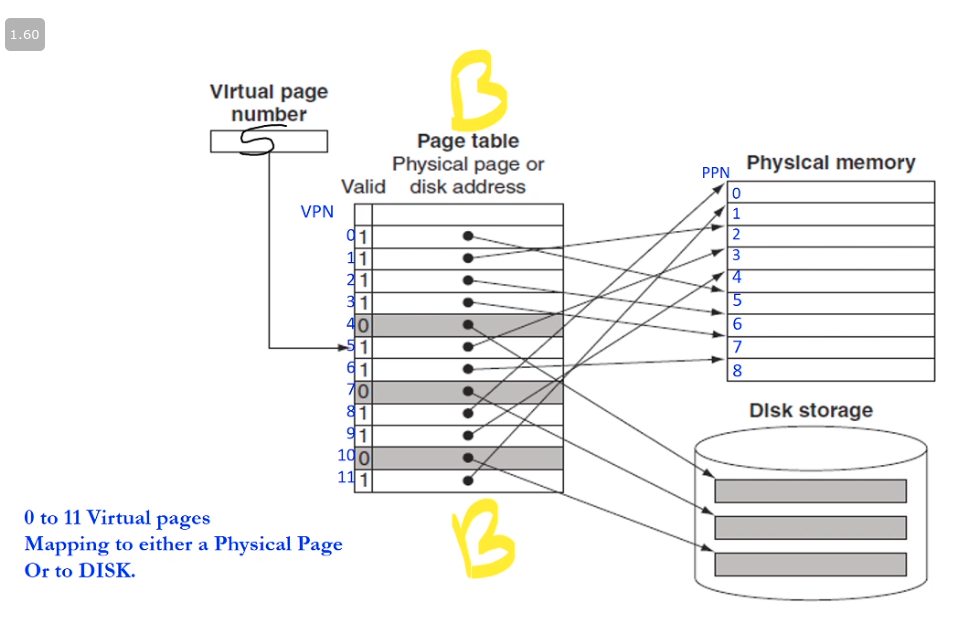 1.60
B
Virtual page
number
5
Page table
Physical page or
disk address
Valid
VPN
0 1
1 1
2 1
3 1
4 0
5 1
6 1
7 0
8 1
9 1
10 0
11 1
PPN
Physical memory
0
1
2
3
4
5
6
7
8
Disk storage
B
0 to 11 Virtual pages
Mapping to either a Physical Page
Or to DISK.